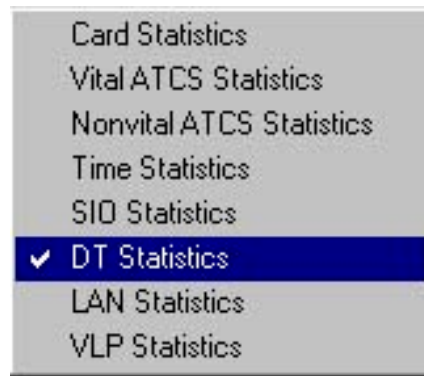 Card Statistics
Vital ATCS Statistics
Nonvital ATCS Statistics
Time Statistics
SIO Statistics
DT Statistics
LAN Statistics
VLP Statistics